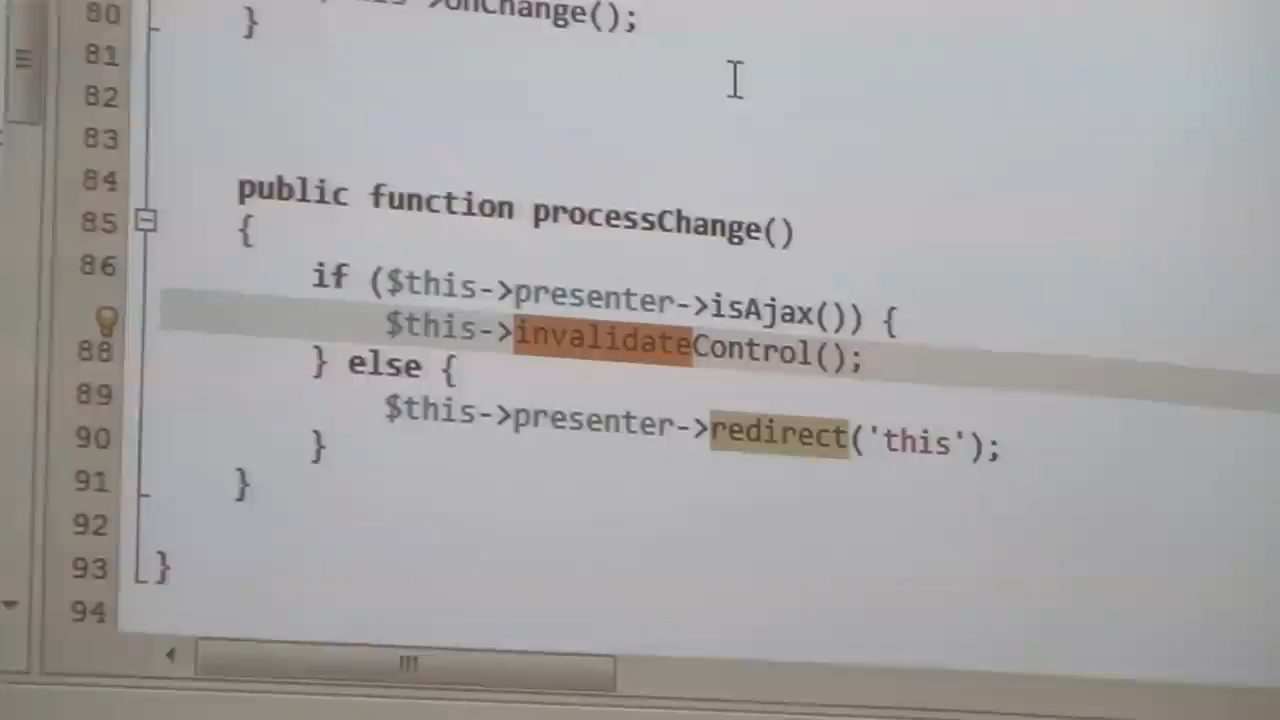 80 onChange();
81 }
82
83
84
85 public function processChange()
86 {
if ($this->presenter->isAjax()) {
$this->invalidateControl();
88 } else {
89 $this->presenter->redirect('this');
90 }
91 }
92
93 }
94